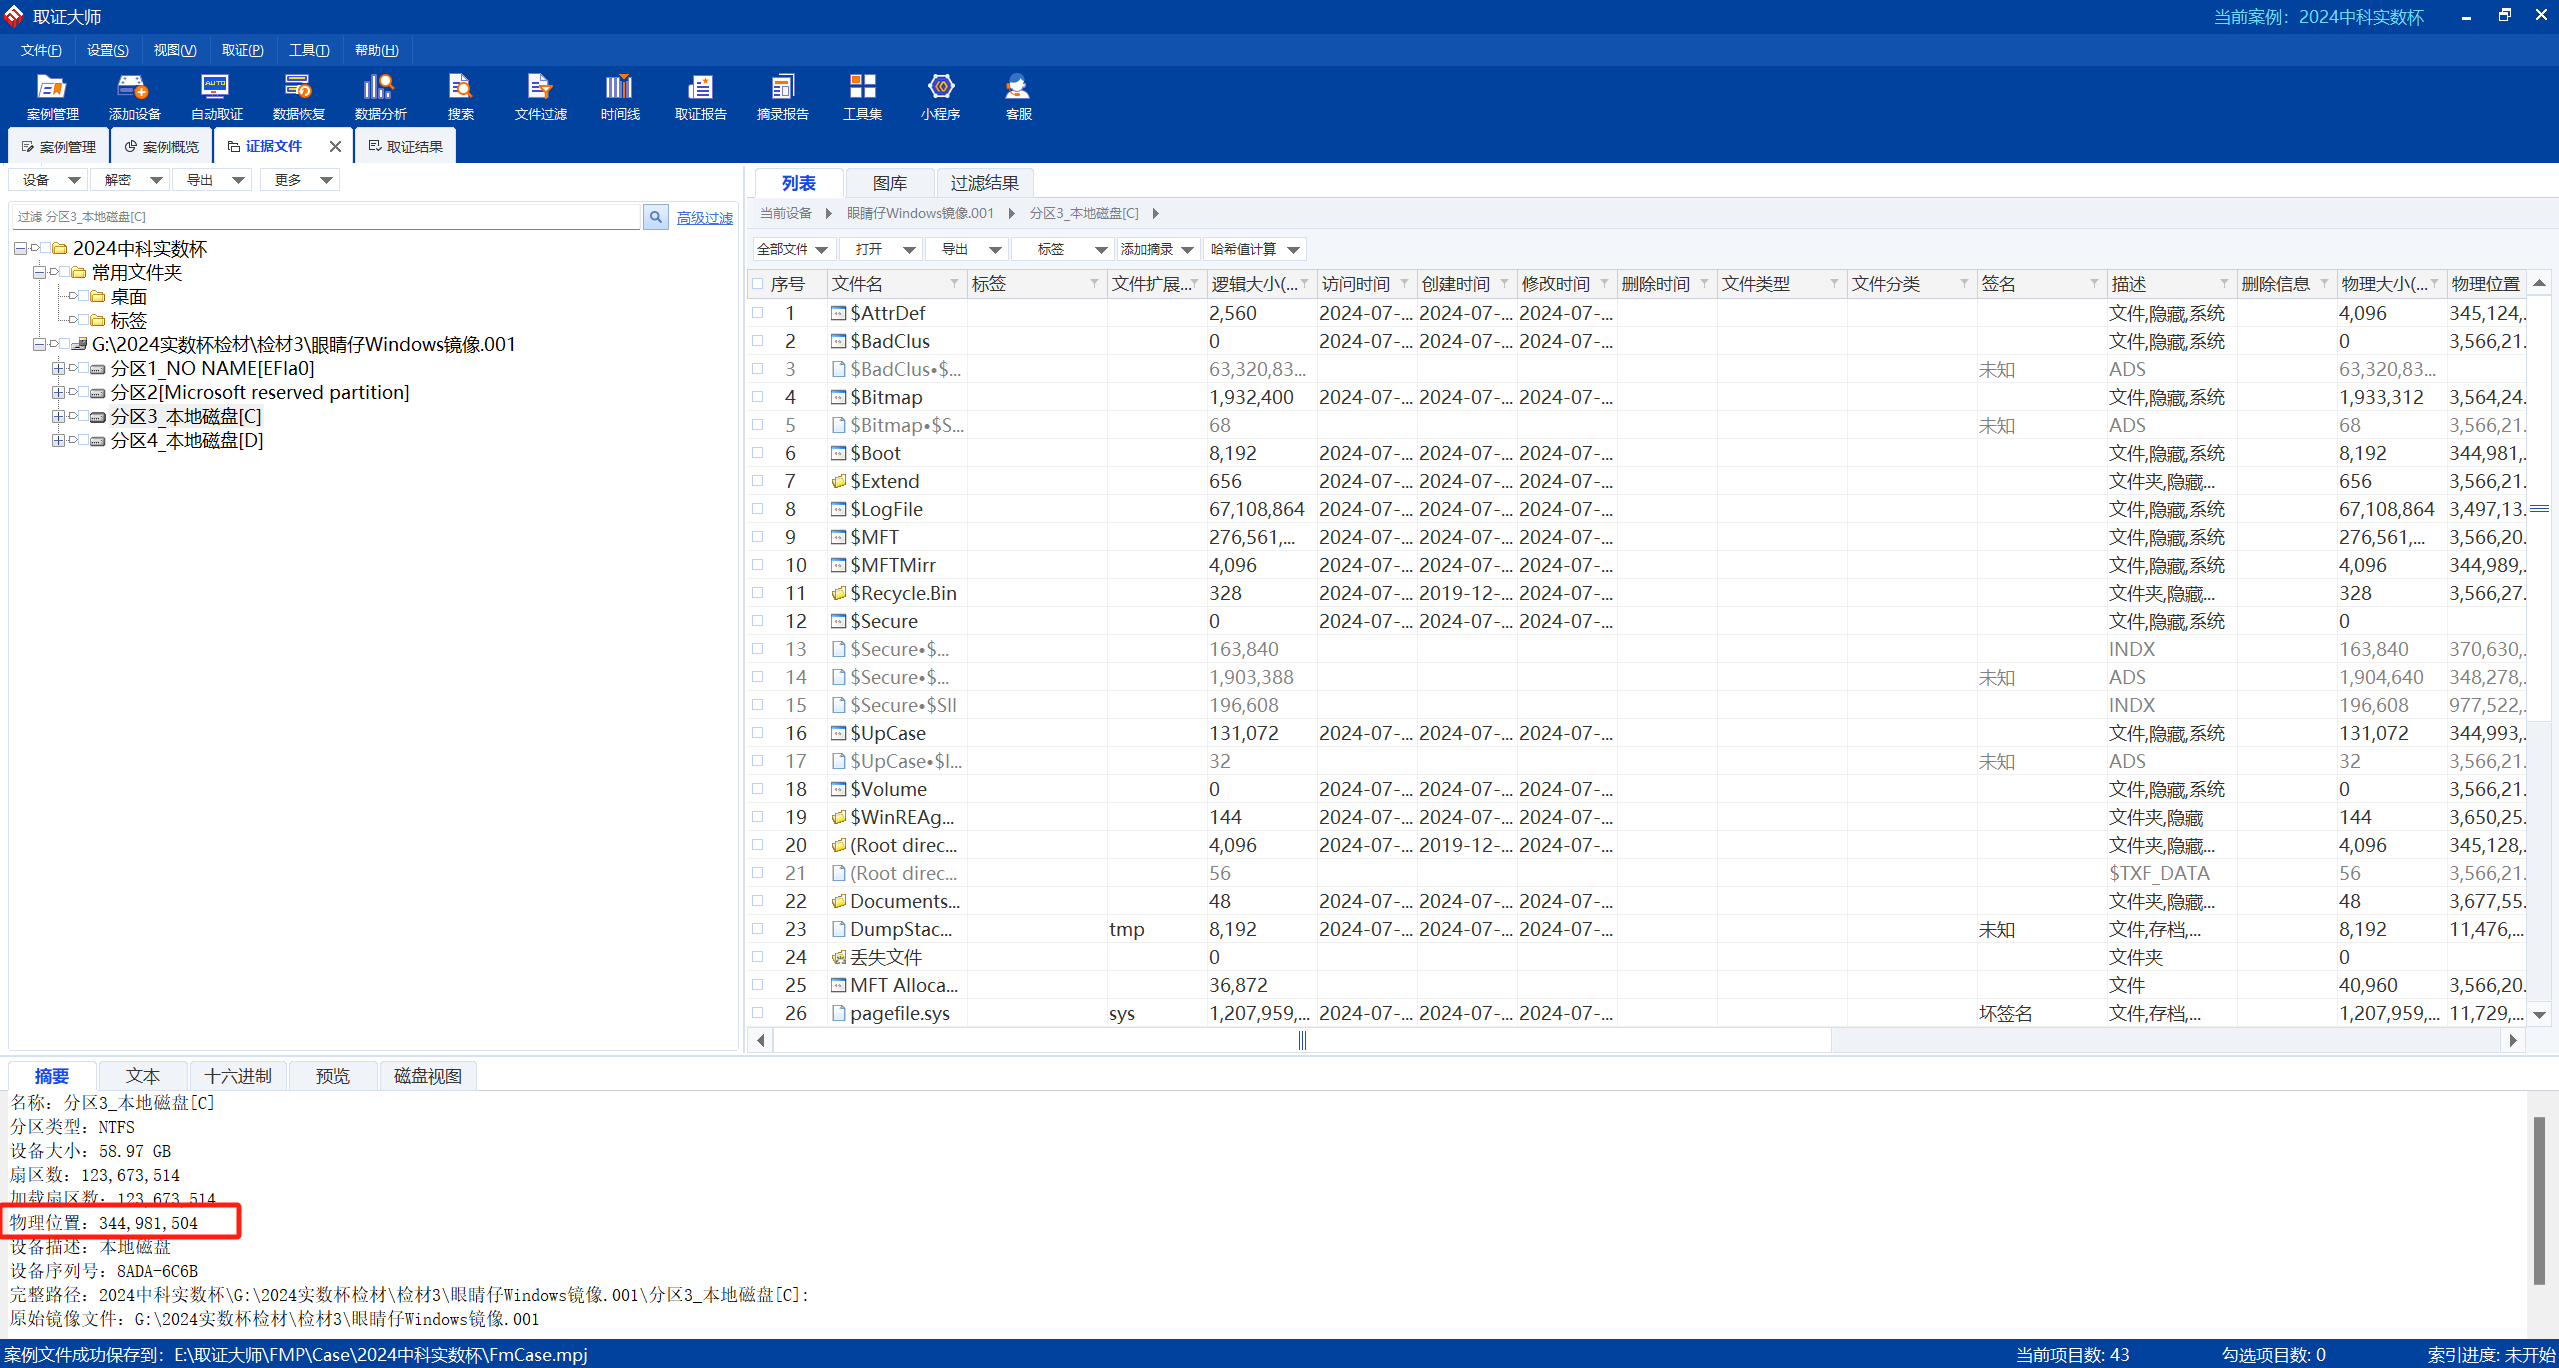 取证大师
当前案例：2024中科实数杯
文件(F) 设置(S) 视图(V) 取证(P) 工具(T) 帮助(H)
案例管理 添加设备 自动取证 数据恢复 数据分析 搜索 文件过滤 时间线 取证报告 摘录报告 工具集 小程序 客服
案例管理 案例概览 证据文件 取证结果
设备 解密 导出 更多
过滤 分区3_本地磁盘[C] 高级过滤
2024中科实数杯
常用文件夹
桌面
标签
G:\2024实数杯检材\检材3\眼睛仔Windows镜像.001
分区1_NO NAME[EFIa0]
分区2[Microsoft reserved partition]
分区3_本地磁盘[C]
分区4_本地磁盘[D]
列表 图库 过滤结果
当前设备 眼睛仔Windows镜像.001 分区3_本地磁盘[C]
全部文件 打开 导出 标签 添加摘录 哈希值计算
序号 文件名 标签 文件扩展... 逻辑大小(... 访问时间 创建时间 修改时间 删除时间 文件类型 文件分类 签名 描述 删除信息 物理大小(... 物理位置
1 $AttrDef 2,560 2024-07-... 2024-07-... 2024-07-... 文件,隐藏,系统 4,096 345,124,.
2 $BadClus 0 2024-07-... 2024-07-... 2024-07-... 文件,隐藏,系统 0 3,566,21.
3 $BadClus•$... 63,320,83... 未知 ADS 63,320,83...
4 $Bitmap 1,932,400 2024-07-... 2024-07-... 2024-07-... 文件,隐藏,系统 1,933,312 3,564,24.
5 $Bitmap•$S... 68 未知 ADS 68 3,566,21.
6 $Boot 8,192 2024-07-... 2024-07-... 2024-07-... 文件,隐藏,系统 8,192 344,981,.
7 $Extend 656 2024-07-... 2024-07-... 2024-07-... 文件夹,隐藏... 656 3,566,21.
8 $LogFile 67,108,864 2024-07-... 2024-07-... 2024-07-... 文件,隐藏,系统 67,108,864 3,497,13.
9 $MFT 276,561,... 2024-07-... 2024-07-... 2024-07-... 文件,隐藏,系统 276,561,... 3,566,20.
10 $MFTMirr 4,096 2024-07-... 2024-07-... 2024-07-... 文件,隐藏,系统 4,096 344,989,.
11 $Recycle.Bin 328 2024-07-... 2019-12-... 2024-07-... 文件夹,隐藏... 328 3,566,27.
12 $Secure 0 2024-07-... 2024-07-... 2024-07-... 文件,隐藏,系统 0
13 $Secure•$... 163,840 INDX 163,840 370,630,.
14 $Secure•$... 1,903,388 未知 ADS 1,904,640 348,278,.
15 $Secure•$SII 196,608 INDX 196,608 977,522,.
16 $UpCase 131,072 2024-07-... 2024-07-... 2024-07-... 文件,隐藏,系统 131,072 344,993,.
17 $UpCase•$I... 32 未知 ADS 32 3,566,21.
18 $Volume 0 2024-07-... 2024-07-... 2024-07-... 文件,隐藏,系统 0 3,566,21.
19 $WinREAg... 144 2024-07-... 2024-07-... 2024-07-... 文件夹,隐藏 144 3,650,25.
20 (Root direc... 4,096 2024-07-... 2019-12-... 2024-07-... 文件夹,隐藏... 4,096 345,128,.
21 (Root direc... 56 $TXF_DATA 56 3,566,21.
22 Documents... 48 2024-07-... 2024-07-... 2024-07-... 文件夹,隐藏... 48 3,677,55.
23 DumpStac... tmp 8,192 2024-07-... 2024-07-... 2024-07-... 未知 文件,存档,... 8,192 11,476,...
24 丢失文件 0 文件夹 0
25 MFT Alloca... 36,872 文件 40,960 3,566,20.
26 pagefile.sys sys 1,207,959,... 2024-07-... 2024-07-... 2024-07-... 坏签名 文件,存档,... 1,207,959,... 11,729,...
摘要 文本 十六进制 预览 磁盘视图
名称：分区3_本地磁盘[C]
分区类型：NTFS
设备大小：58.97 GB
扇区数：123,673,514
加载扇区数：123,673,514
物理位置：344,981,504
设备描述：本地磁盘
设备序列号：8ADA-6C6B
完整路径：2024中科实数杯\G:\2024实数杯检材\检材3\眼睛仔Windows镜像.001\分区3_本地磁盘[C]:
原始镜像文件：G:\2024实数杯检材\检材3\眼睛仔Windows镜像.001
案例文件成功保存到：E:\取证大师\FMP\Case\2024中科实数杯\FmCase.mpj 当前项目数: 43 勾选项目数: 0 索引进度: 未开始